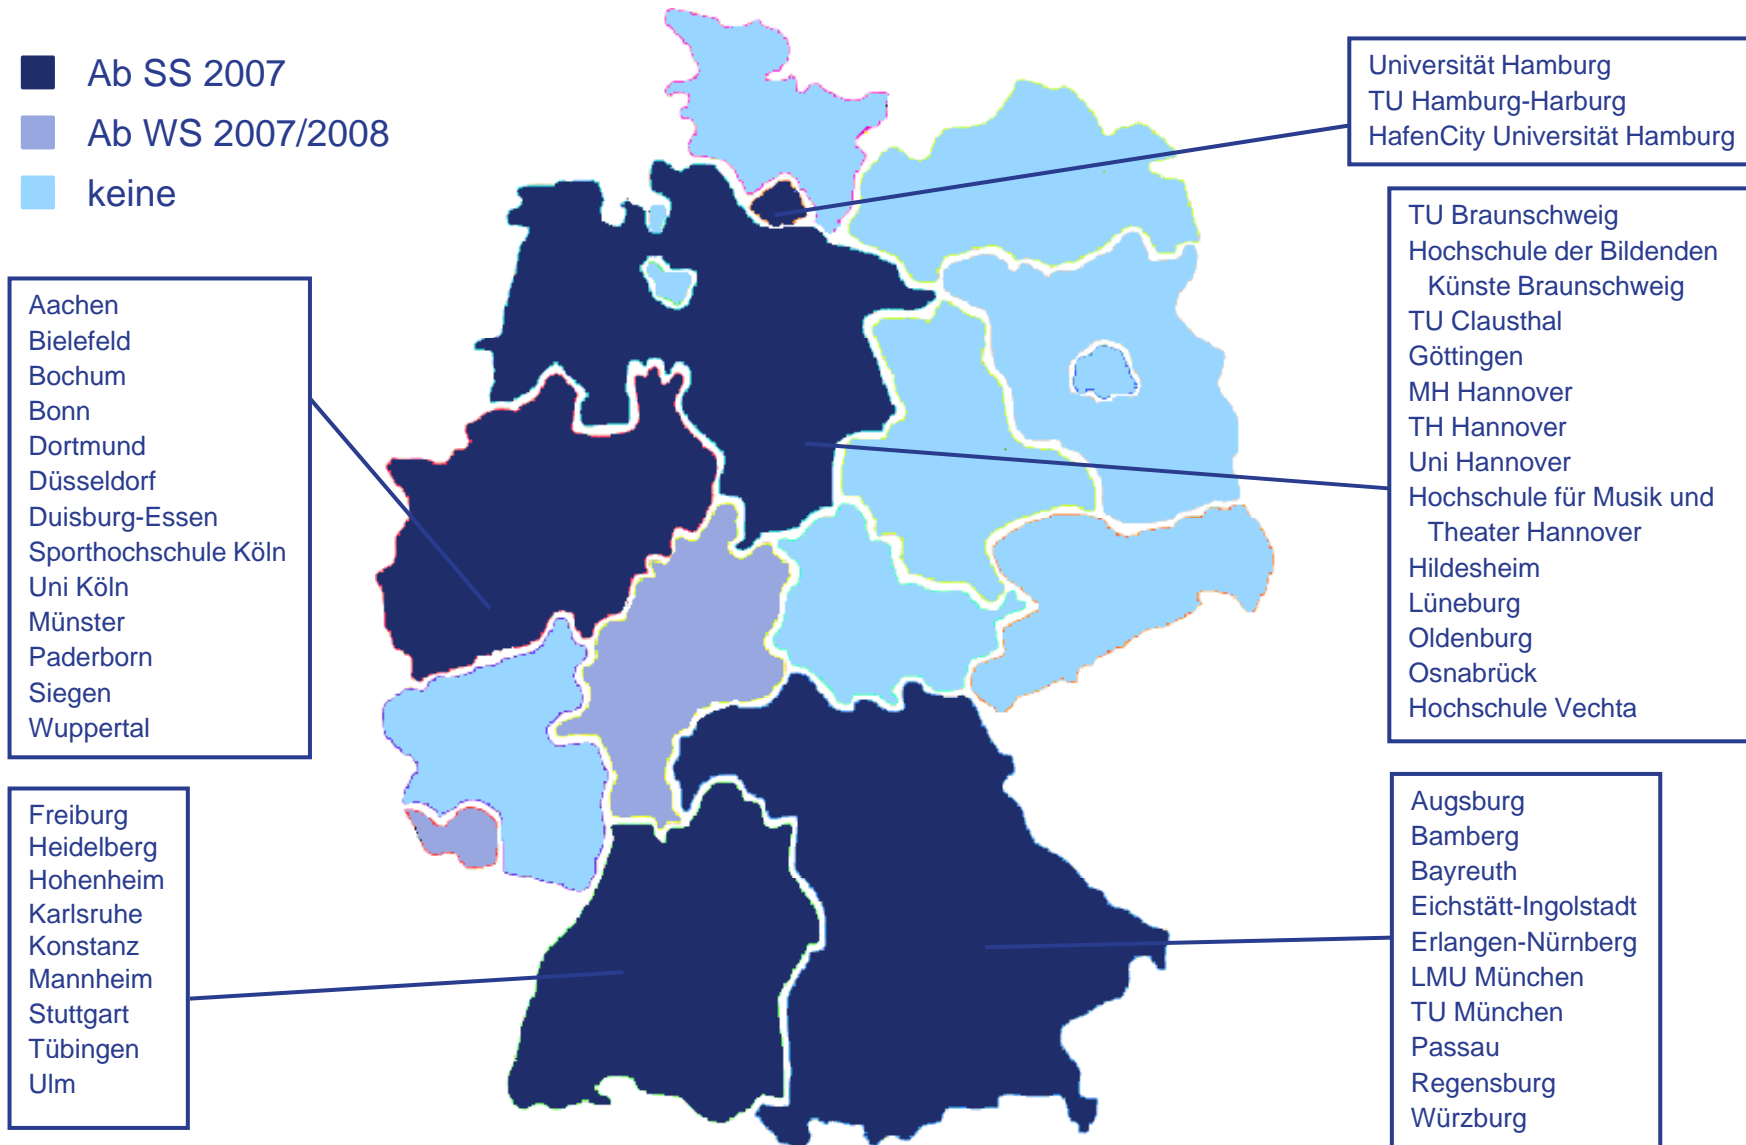 Ab SS 2007
Ab WS 2007/2008
keine
Aachen
Bielefeld
Bochum
Bonn
Dortmund
Düsseldorf
Duisburg-Essen
Sporthochschule Köln
Uni Köln
Münster
Paderborn
Siegen
Wuppertal
Freiburg
Heidelberg
Hohenheim
Karlsruhe
Konstanz
Mannheim
Stuttgart
Tübingen
Ulm
Universität Hamburg
TU Hamburg-Harburg
HafenCity Universität Hamburg
TU Braunschweig
Hochschule der Bildenden
Künste Braunschweig
TU Clausthal
Göttingen
MH Hannover
TH Hannover
Uni Hannover
Hochschule für Musik und
Theater Hannover
Hildesheim
Lüneburg
Oldenburg
Osnabrück
Hochschule Vechta
Augsburg
Bamberg
Bayreuth
Eichstätt-Ingolstadt
Erlangen-Nürnberg
LMU München
TU München
Passau
Regensburg
Würzburg